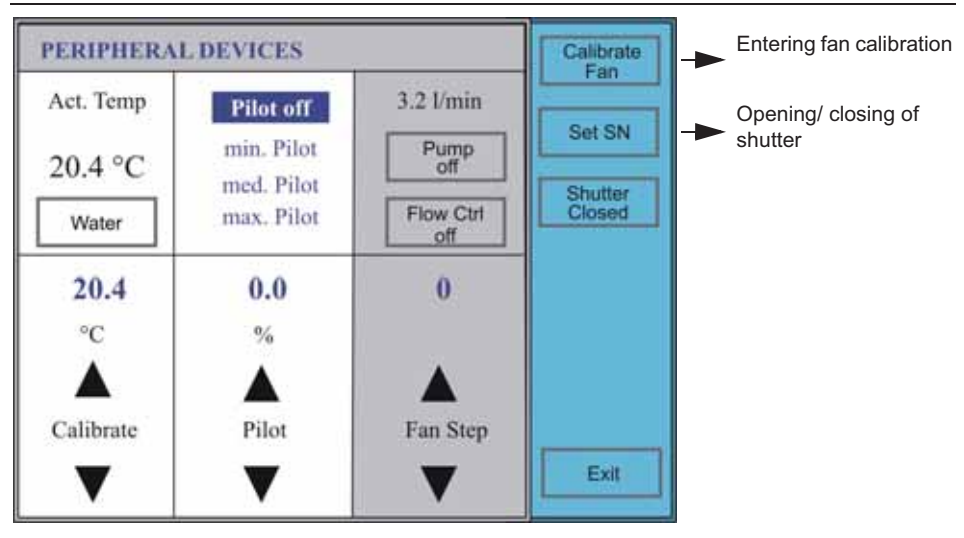 PERIPHERAL DEVICES
Act. Temp
20.4 °C
Water
Pilot off
min. Pilot
med. Pilot
max. Pilot
3.2 l/min
Pump
off
Flow Ctrl
off
20.4
°C
Calibrate
0.0
%
Pilot
0
Fan Step
Calibrate
Fan
Set SN
Shutter
Closed
Exit
Entering fan calibration
Opening/ closing of
shutter